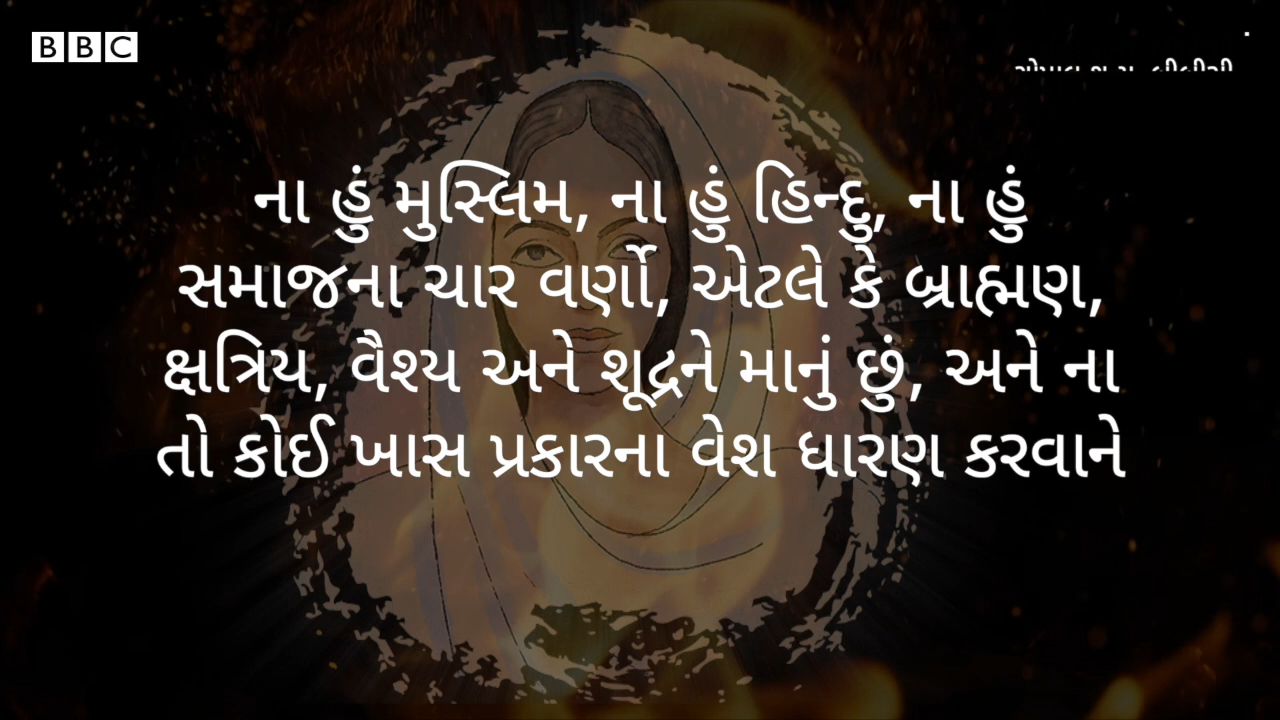 BBC
ના હું મુસ્લિમ, ના હું હિન્દુ, ના હું
સમાજના ચાર વર્ણો, એટલે કે બ્રાહ્મણ,
ક્ષત્રિય, વૈશ્ય અને શૂદ્રને માનું છું, અને ના
તો કોઈ ખાસ પ્રકારના વેશ ધારણ કરવાને